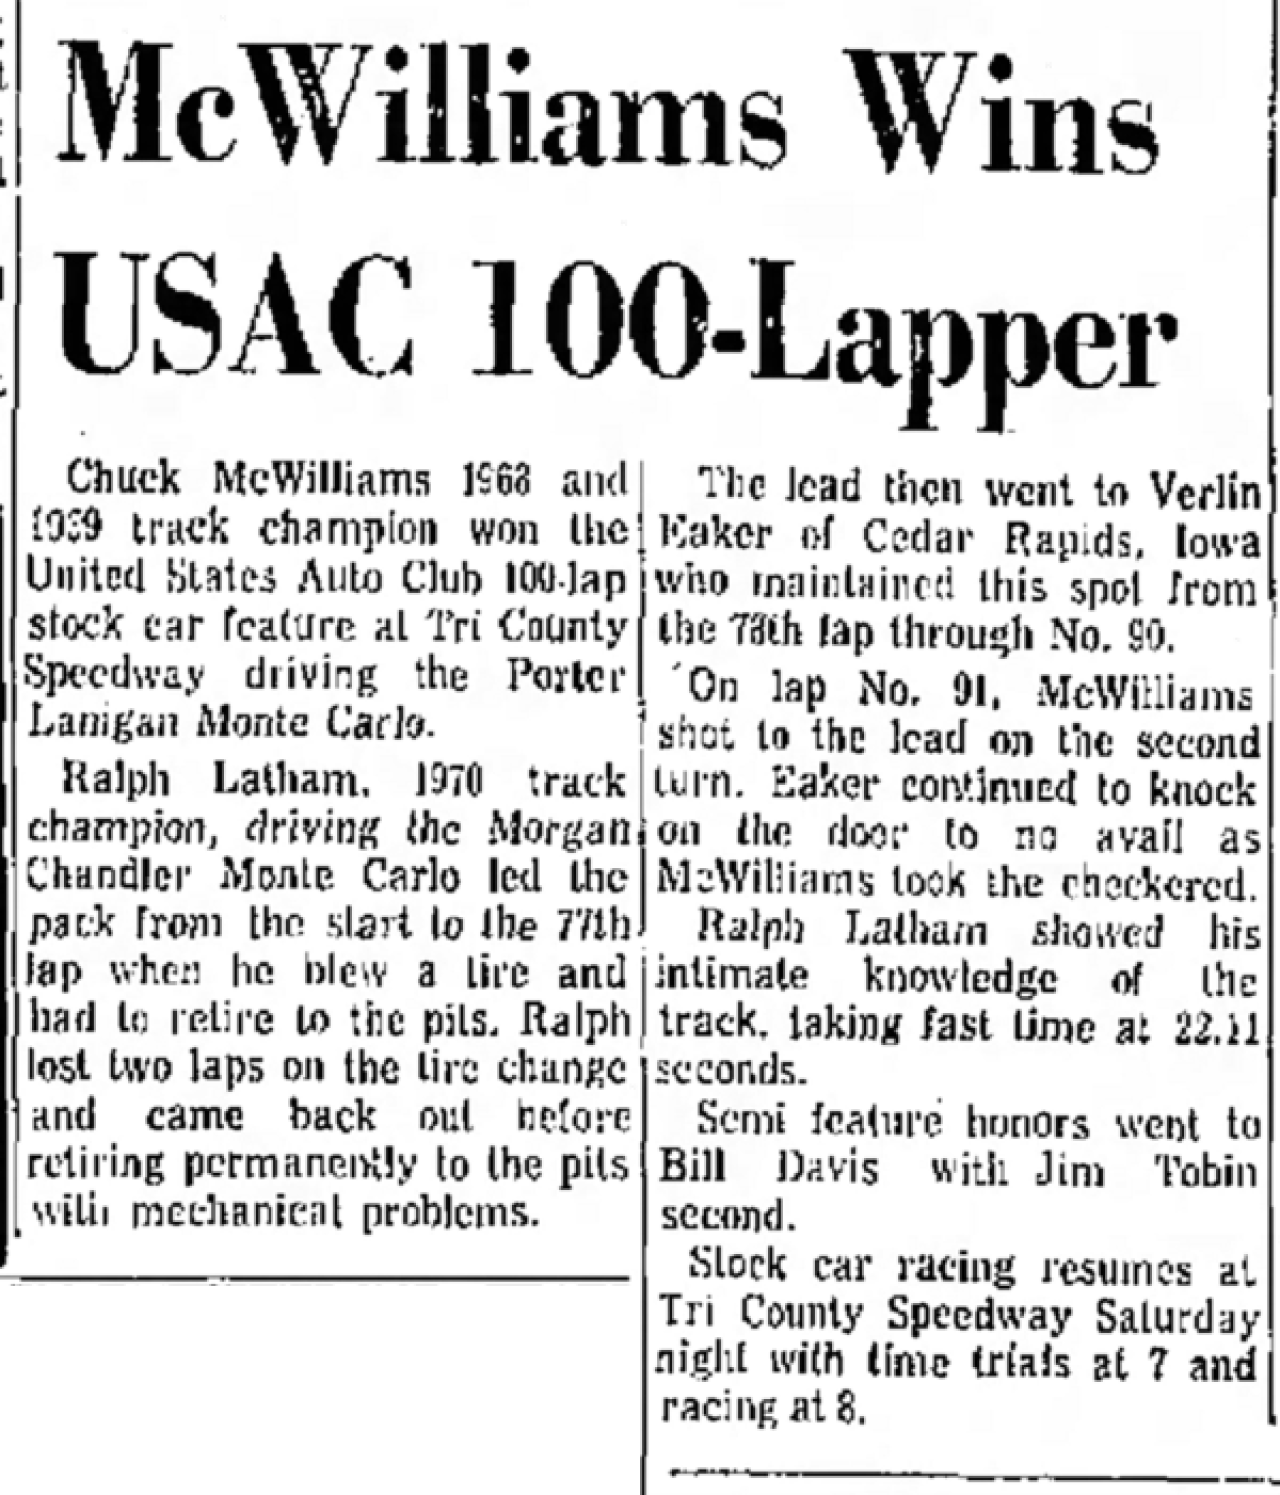 McWilliams Wins
USAC 100-Lapper
Chuck McWilliams 1968 and
1969 track champion won the
United States Auto Club 100-lap
stock car feature at Tri County
Speedway driving the Porter
Lanigan Monte Carlo.
Ralph Latham, 1970 track
champion, driving the Morgan
Chandler Monte Carlo led the
pack from the start to the 77th
lap when he blew a tire and
had to retire to the pits. Ralph
lost two laps on the tire change
and came back out before
retiring permanently to the pits
with mechanical problems.
The lead then went to Verlin
Eaker of Cedar Rapids, Iowa
who maintained this spot from
the 78th lap through No. 90.
On lap No. 91, McWilliams
shot to the lead on the second
turn. Eaker continued to knock
on the door to no avail as
McWilliams took the checkered.
Ralph Latham showed his
intimate knowledge of the
track, taking fast time at 22.11
seconds.
Semi feature honors went to
Bill Davis with Jim Tobin
second.
Stock car racing resumes at
Tri County Speedway Saturday
night with time trials at 7 and
racing at 8.